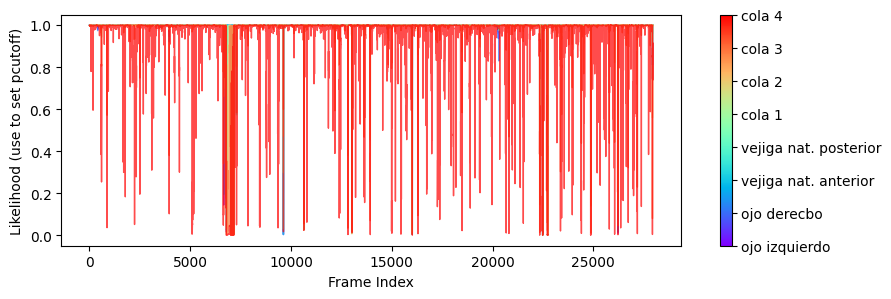 Likelihood (use to set pcutoff)
1.0
0.8
0.6
0.4
0.2
0.0
0
5000
10000
15000
20000
25000
Frame Index
cola 4
cola 3
cola 2
cola 1
vejiga nat. posterior
vejiga nat. anterior
ojo derecbo
ojo izquierdo